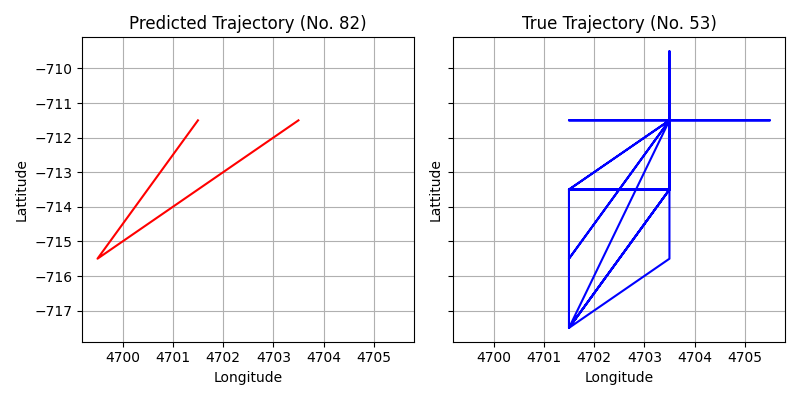 Predicted Trajectory (No. 82)
True Trajectory (No. 53)
−710
−711
−712
−713
−714
−715
−716
−717
Lattitude
Lattitude
4700 4701 4702 4703 4704 4705
4700 4701 4702 4703 4704 4705
Longitude
Longitude